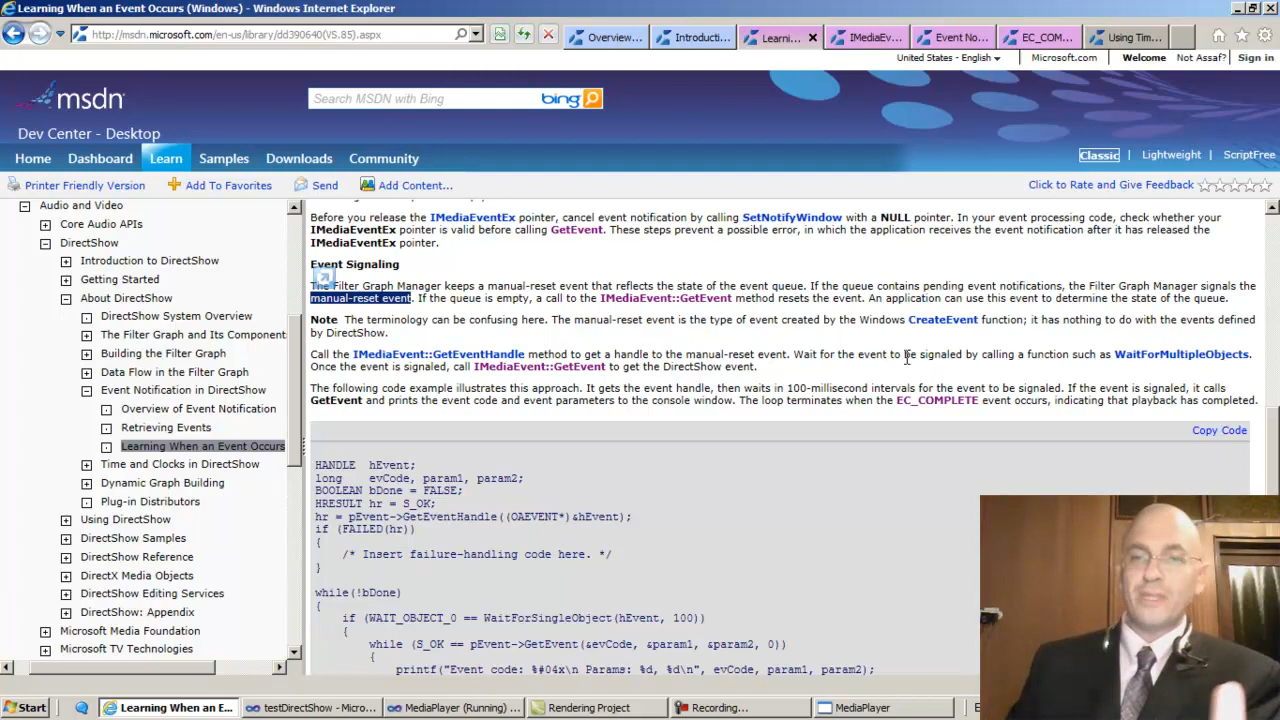 Learning When an Event Occurs (Windows) - Windows Internet Explorer
http://msdn.microsoft.com/en-us/library/dd390640(VS.85).aspx
Overview...
Introducti...
Learni...
IMediaEv...
Event No...
EC_COM...
Using Tim...
United States - English
Microsoft.com
Welcome
Not Assaf?
Sign in
msdn
Search MSDN with Bing
bing
Dev Center - Desktop
Home
Dashboard
Learn
Samples
Downloads
Community
Classic
Lightweight
ScriptFree
Printer Friendly Version
Add To Favorites
Send
Add Content...
Click to Rate and Give Feedback
Audio and Video
Core Audio APIs
DirectShow
Introduction to DirectShow
Getting Started
About DirectShow
DirectShow System Overview
The Filter Graph and Its Components
Building the Filter Graph
Data Flow in the Filter Graph
Event Notification in DirectShow
Overview of Event Notification
Retrieving Events
Learning When an Event Occurs
Time and Clocks in DirectShow
Dynamic Graph Building
Plug-in Distributors
Using DirectShow
DirectShow Samples
DirectShow Reference
DirectX Media Objects
DirectShow Editing Services
DirectShow: Appendix
Microsoft Media Foundation
Microsoft TV Technologies
Before you release the IMediaEventEx pointer, cancel event notification by calling SetNotifyWindow with a NULL pointer. In your event processing code, check whether your
IMediaEventEx pointer is valid before calling GetEvent. These steps prevent a possible error, in which the application receives the event notification after it has released the
IMediaEventEx pointer.
Event Signaling
The Filter Graph Manager keeps a manual-reset event that reflects the state of the event queue. If the queue contains pending event notifications, the Filter Graph Manager signals the
manual-reset event. If the queue is empty, a call to the IMediaEvent::GetEvent method resets the event. An application can use this event to determine the state of the queue.
Note The terminology can be confusing here. The manual-reset event is the type of event created by the Windows CreateEvent function; it has nothing to do with the events defined
by DirectShow.
Call the IMediaEvent::GetEventHandle method to get a handle to the manual-reset event. Wait for the event to be signaled by calling a function such as WaitForMultipleObjects.
Once the event is signaled, call IMediaEvent::GetEvent to get the DirectShow event.
The following code example illustrates this approach. It gets the event handle, then waits in 100-millisecond intervals for the event to be signaled. If the event is signaled, it calls
GetEvent and prints the event code and event parameters to the console window. The loop terminates when the EC_COMPLETE event occurs, indicating that playback has completed.
Copy Code
HANDLE hEvent;
long evCode, param1, param2;
BOOLEAN bDone = FALSE;
HRESULT hr = S_OK;
hr = pEvent->GetEventHandle((OAEVENT*)&hEvent);
if (FAILED(hr))
{
/* Insert failure-handling code here. */
}
while(!bDone)
{
if (WAIT_OBJECT_0 == WaitForSingleObject(hEvent, 100))
{
while (S_OK == pEvent->GetEvent(&evCode, &param1, &param2, 0))
{
printf("Event code: %#04x\n Params: %d, %d\n", evCode, param1, param2);
Start
Learning When an E...
testDirectShow - Micro...
MediaPlayer (Running) ...
Rendering Project
Recording...
MediaPlayer